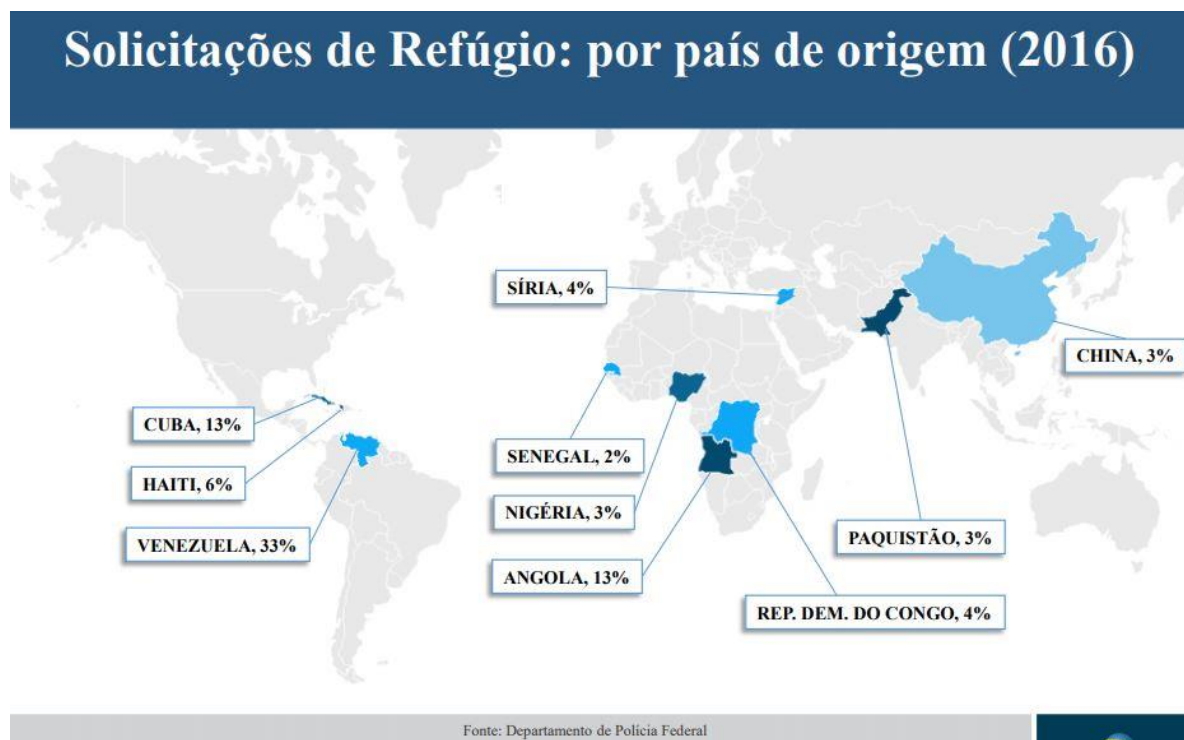 Solicitações de Refúgio: por país de origem (2016)
SÍRIA, 4%
CHINA, 3%
CUBA, 13%
SENEGAL, 2%
HAITI, 6%
NIGÉRIA, 3%
VENEZUELA, 33%
PAQUISTÃO, 3%
ANGOLA, 13%
REP. DEM. DO CONGO, 4%
Fonte: Departamento de Polícia Federal